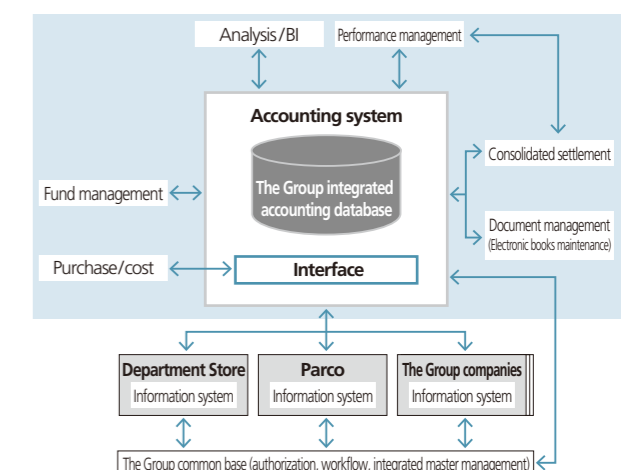 Analysis/BI
Performance management
Accounting system
The Group integrated
accounting database
Consolidated settlement
Fund management
Document management
(Electronic books maintenance)
Purchase/cost
Interface
Department Store
Information system
Parco
Information system
The Group companies
Information system
The Group common base (authorization, workflow, integrated master management)